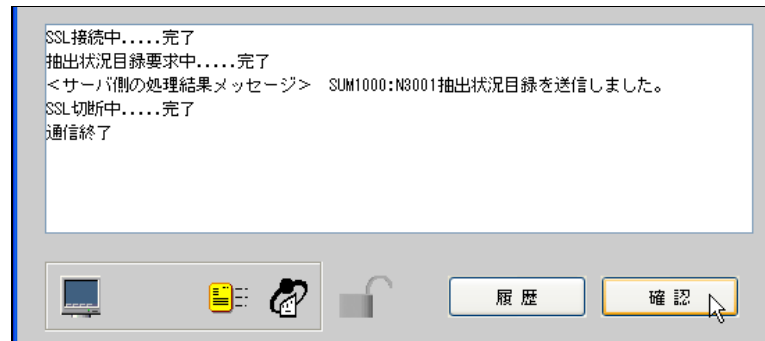 SSL接続中.....完了
抽出状況目録要求中.....完了
<サーバ側の処理結果メッセージ>　SUM1000:N3001抽出状況目録を送信しました。
SSL切断中.....完了
通信終了
履 歴
確 認